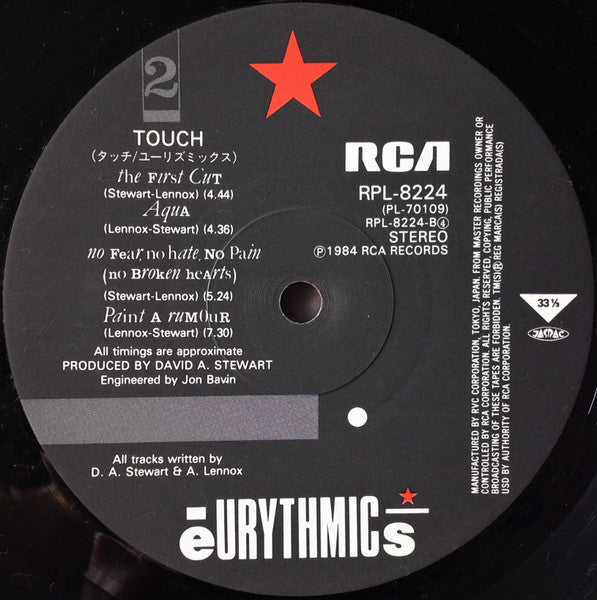 2
TOUCH
(タッチ/ユーリズミックス)
the First CuT
(Stewart-Lennox) (4.44)
AquA
(Lennox-Stewart) (4.36)
no Fear, no hate, No Pain
(no Broken heArts)
(Stewart-Lennox) (5.24)
Paint A ruMOuR
(Lennox-Stewart) (7.30)
All timings are approximate
PRODUCED BY DAVID A. STEWART
Engineered by Jon Bavin
All tracks written by
D. A. Stewart & A. Lennox
RCA
RPL-8224
(PL-70109)
RPL-8224-B④
STEREO
Ⓟ1984 RCA RECORDS
33⅓
JASRAC
MANUFACTURED BY RVC CORPORATION, TOKYO, JAPAN, FROM MASTER RECORDINGS OWNER OR
CONTROLLED BY RCA CORPORATION. ALL RIGHTS RESERVED, COPYING, PUBLIC PERFORMANCE
BROADCASTING OF THESE TAPES ARE FORBIDDEN. TM(S)® REG MARCA(S) REGISTRADA(S)
USD BY AUTHORITY OF RCA CORPORATION.
eURYTHMICs